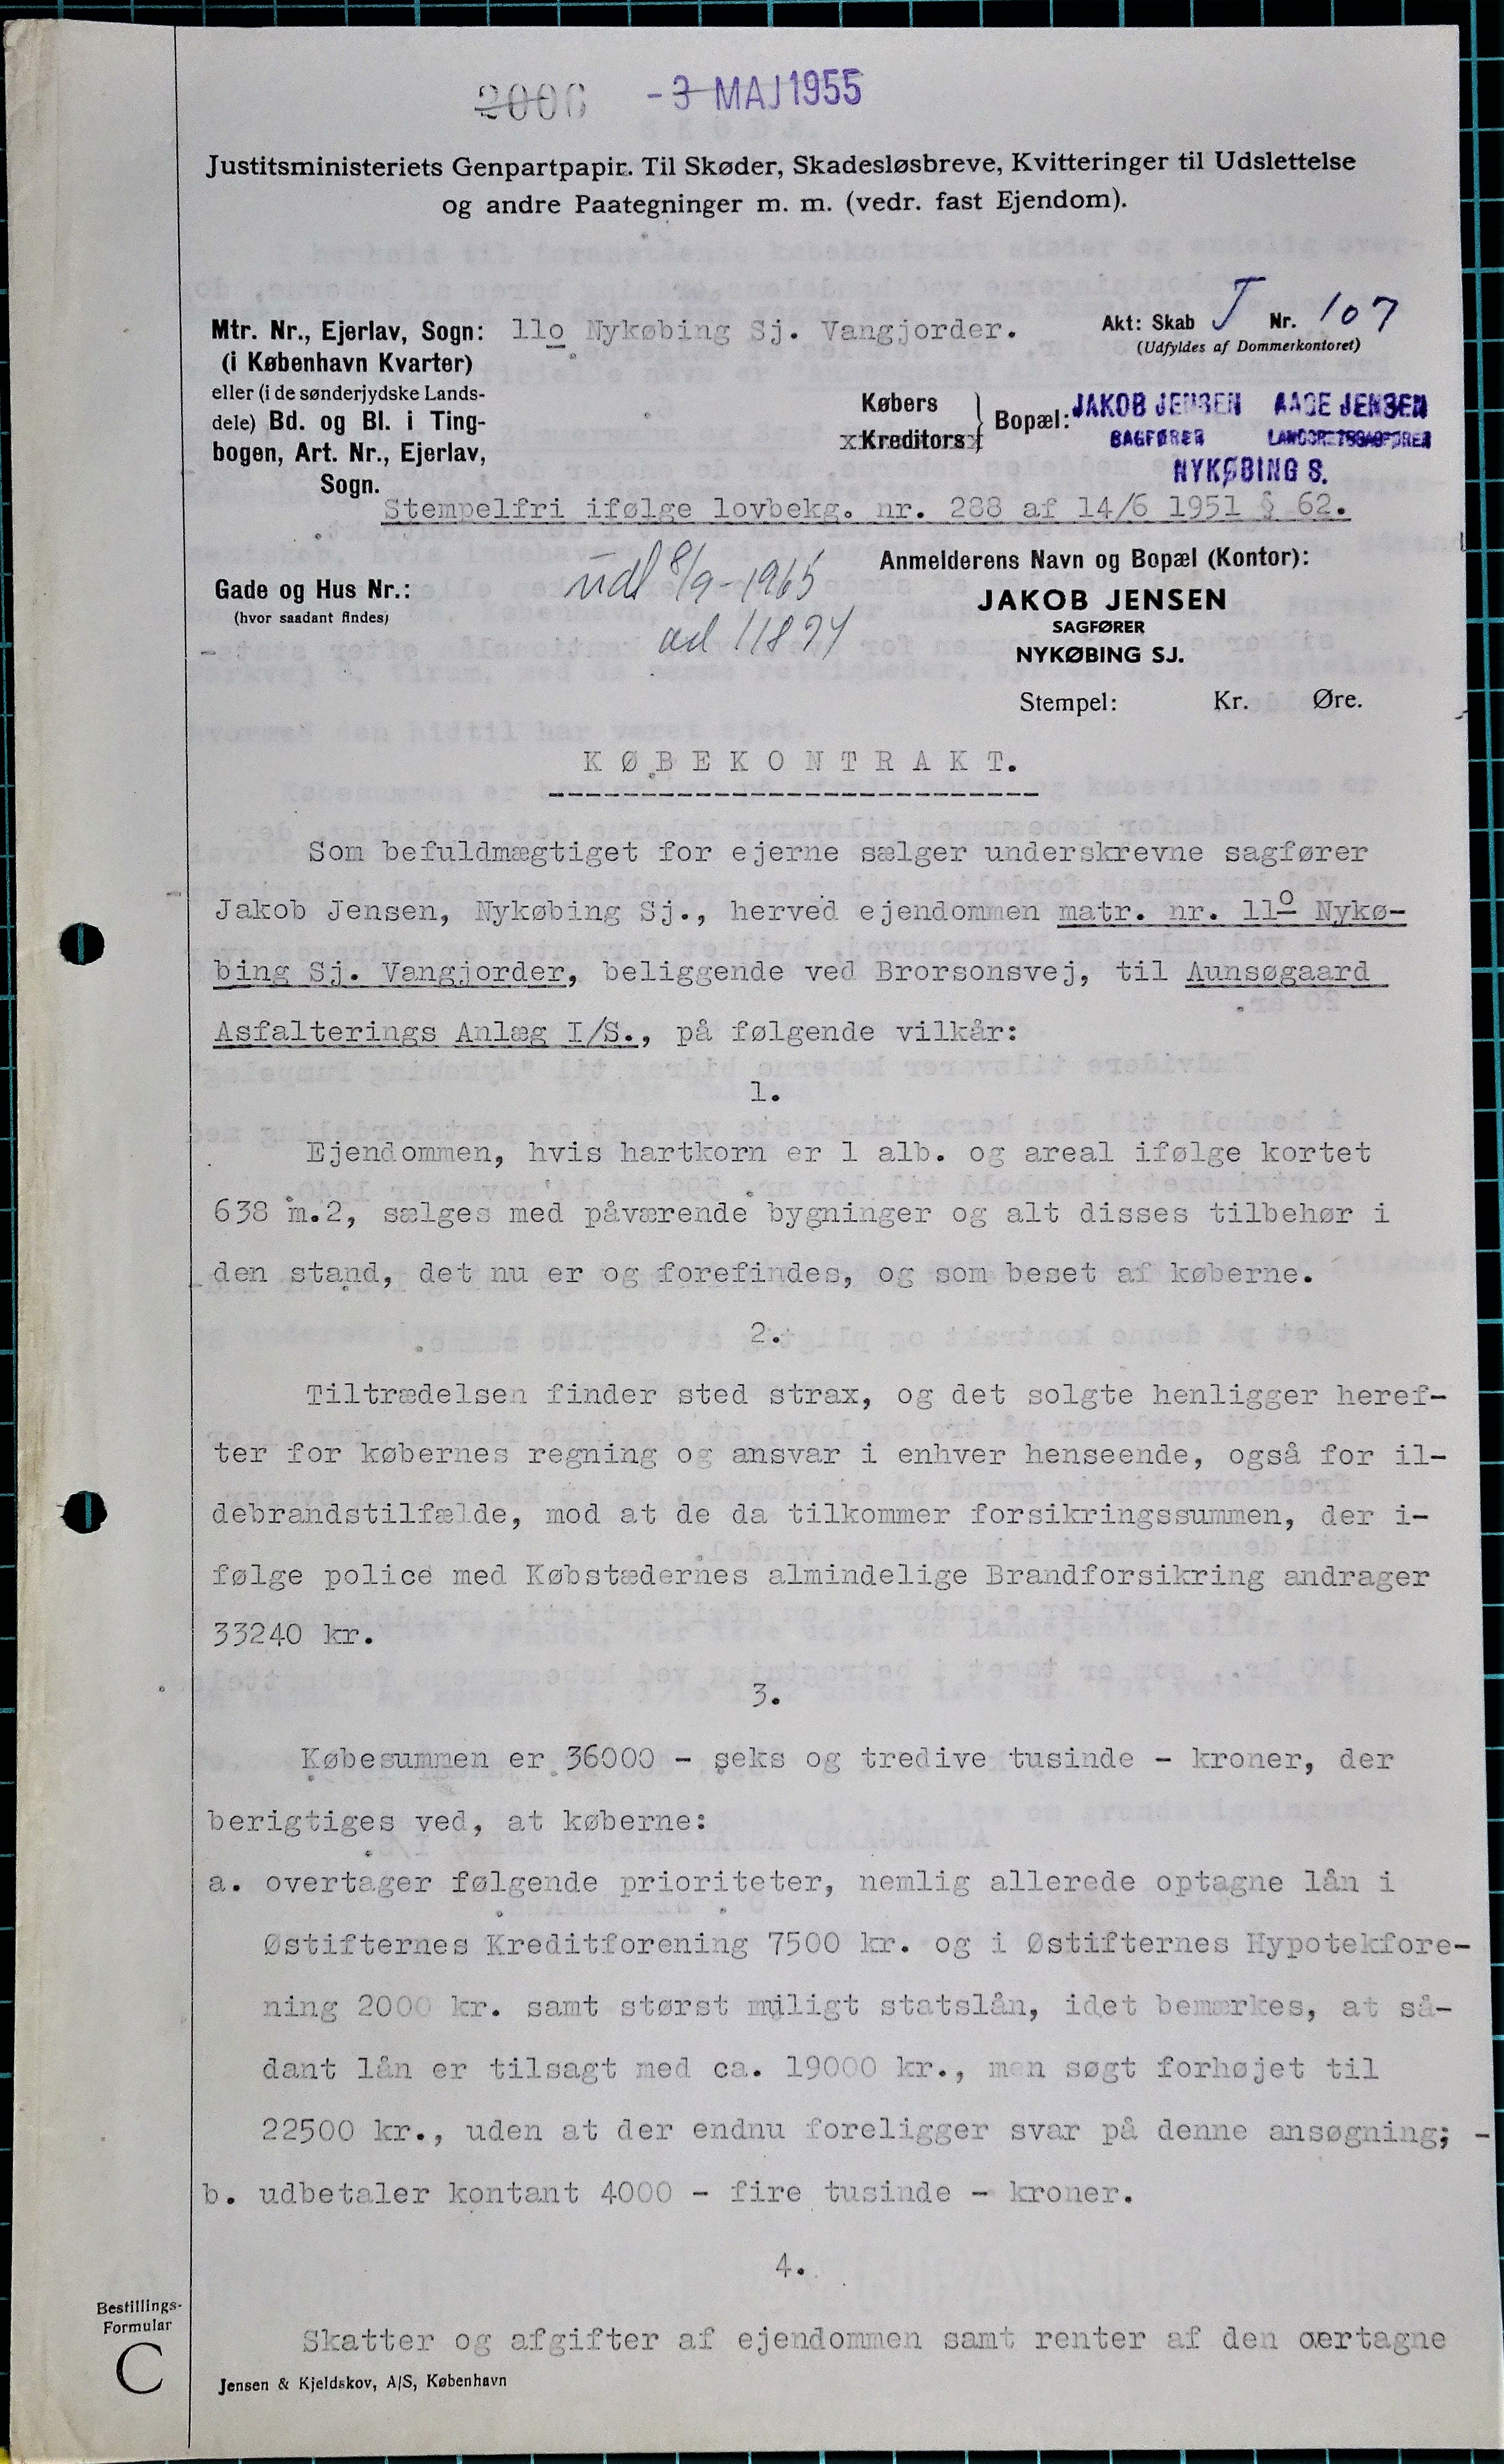 2006 -3 MAJ 1955
Justitsministeriets Genpartpapir. Til Skøder, Skadesløsbreve, Kvitteringer til Udslettelse
og andre Paategninger m. m. (vedr. fast Ejendom).
Mtr. Nr., Ejerlav, Sogn: 11o Nykøbing Sj. Vangjorder.
(i København Kvarter)
eller (i de sønderjydske Lands-
dele) Bd. og Bl. i Ting-
bogen, Art. Nr., Ejerlav,
Sogn.
Akt: Skab J Nr. 107
(Udfyldes af Dommerkontoret)
Købers
xKreditorsx
} Bopæl:
JAKOB JENSEN AAGE JENSEN
SAGFØRER LANDSRETSSAGFØRER
NYKØBING S.
Stempelfri ifølge lovbekg. nr. 288 af 14/6 1951 § 62.
Gade og Hus Nr.:
(hvor saadant findes)
udl 8/9-1965
ad 11894
Anmelderens Navn og Bopæl (Kontor):
JAKOB JENSEN
SAGFØRER
NYKØBING SJ.
Stempel: Kr. Øre.
K Ø B E K O N T R A K T.
---------------------------
Som befuldmægtiget for ejerne sælger underskrevne sagfører
Jakob Jensen, Nykøbing Sj., herved ejendommen matr. nr. 11o Nykø-
bing Sj. Vangjorder, beliggende ved Brorsonsvej, til Aunsøgaard
Asfalterings Anlæg I/S., på følgende vilkår:
1.
Ejendommen, hvis hartkorn er 1 alb. og areal ifølge kortet
638 m.2, sælges med påværende bygninger og alt disses tilbehør i
den stand, det nu er og forefindes, og som beset af køberne.
2.
Tiltrædelsen finder sted strax, og det solgte henligger heref-
ter for købernes regning og ansvar i enhver henseende, også for il-
debrandstilfælde, mod at de da tilkommer forsikringssummen, der i-
følge police med Købstædernes almindelige Brandforsikring andrager
33240 kr.
3.
Købesummen er 36000 - seks og tredive tusinde - kroner, der
berigtiges ved, at køberne:
a. overtager følgende prioriteter, nemlig allerede optagne lån i
Østifternes Kreditforening 7500 kr. og i Østifternes Hypotekfore-
ning 2000 kr. samt størst muligt statslån, idet bemærkes, at så-
dant lån er tilsagt med ca. 19000 kr., men søgt forhøjet til
22500 kr., uden at der endnu foreligger svar på denne ansøgning; -
b. udbetaler kontant 4000 - fire tusinde - kroner.
4.
Skatter og afgifter af ejendommen samt renter af den oertagne
Bestillings-
Formular
C
Jensen & Kjeldskov, A/S, København